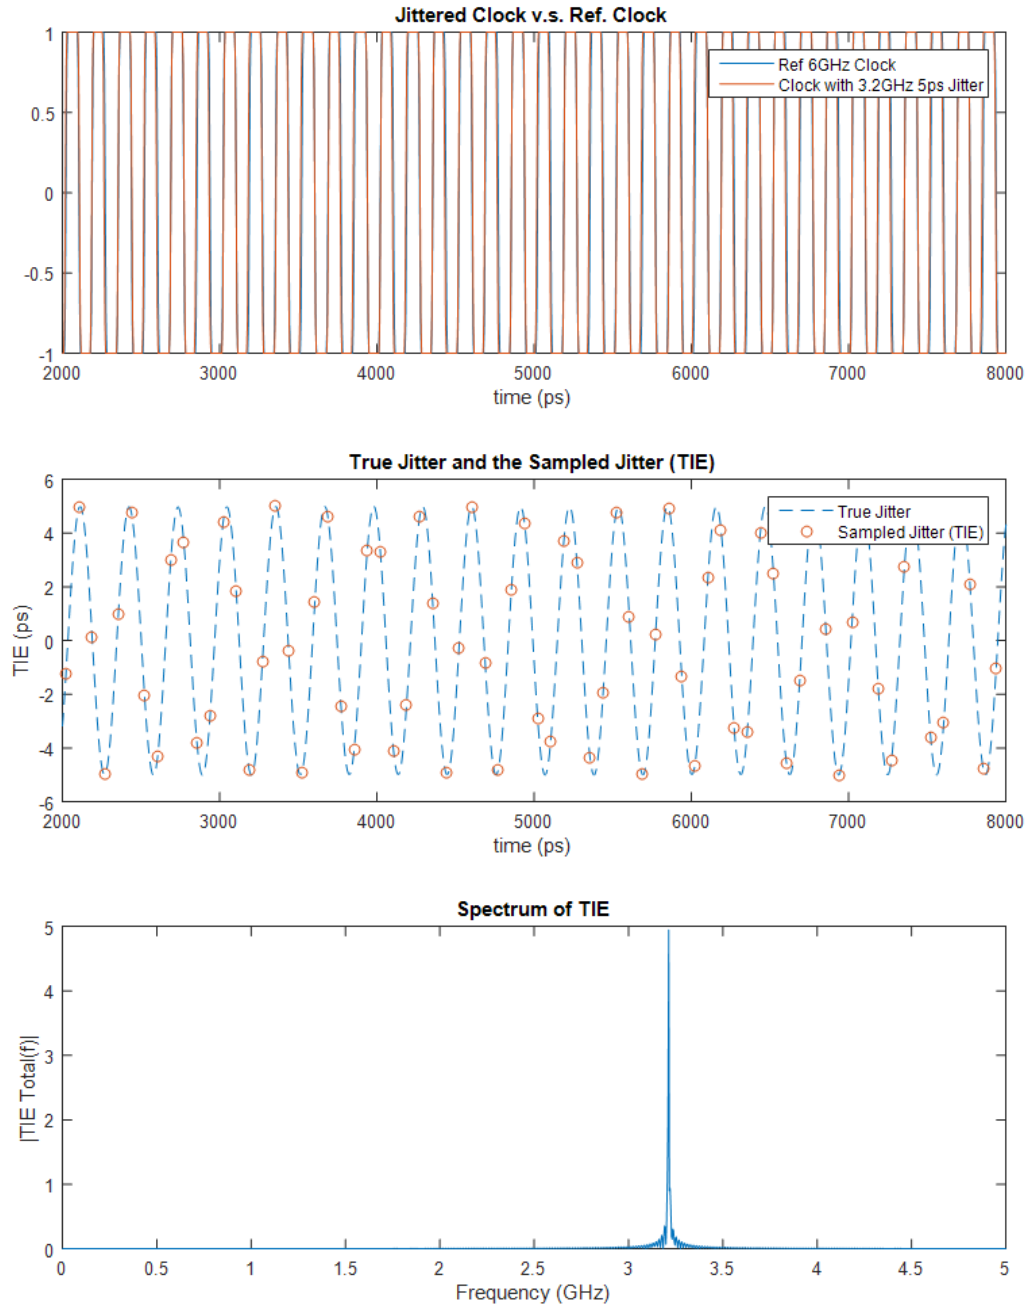 Jittered Clock v.s. Ref. Clock
1
0.5
0
-0.5
-1
Ref 6GHz Clock
Clock with 3.2GHz 5ps Jitter
2000 3000 4000 5000 6000 7000 8000
time (ps)
True Jitter and the Sampled Jitter (TIE)
TIE (ps)
6
4
2
0
-2
-4
-6
True Jitter
Sampled Jitter (TIE)
2000 3000 4000 5000 6000 7000 8000
time (ps)
Spectrum of TIE
|TIE Total(f)|
5
4
3
2
1
0
0 0.5 1 1.5 2 2.5 3 3.5 4 4.5 5
Frequency (GHz)